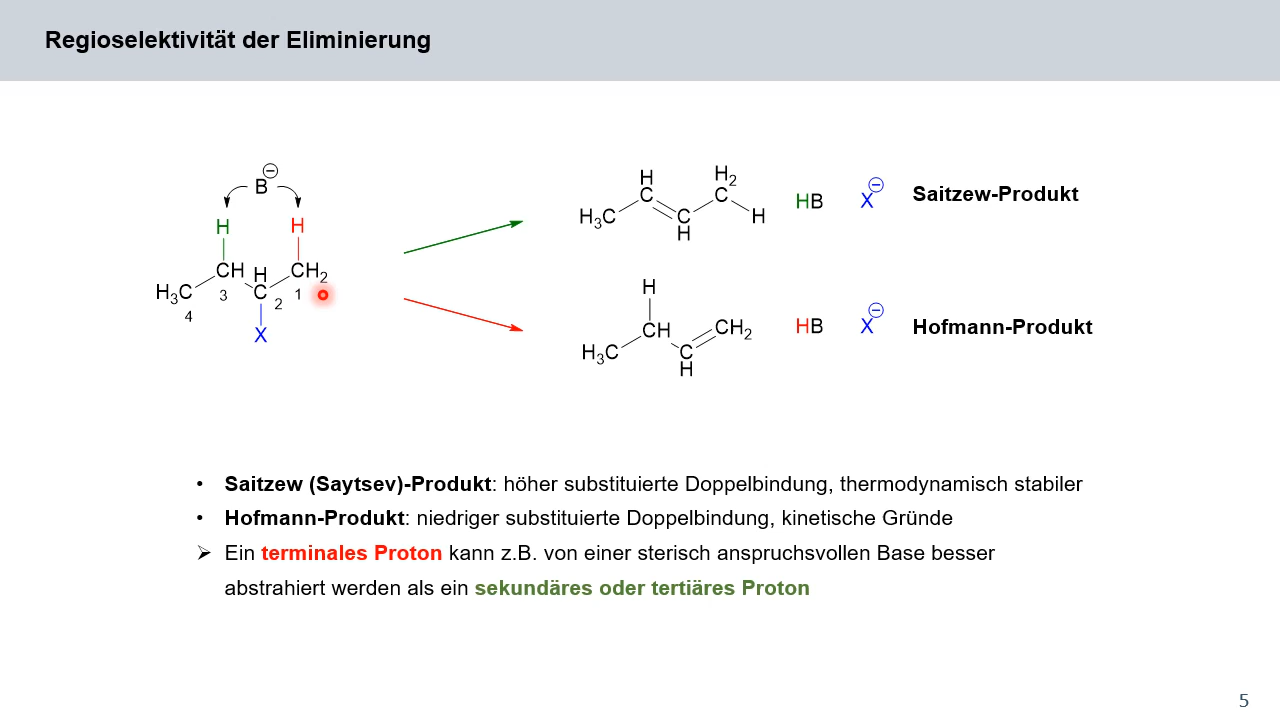 Regioselektivität der Eliminierung
B ⊖
H H
CH H CH2
H3C 3 C 2 1
4
X
H H2
C C
H3C C H
H
HB X ⊖ Saitzew-Produkt
H
CH CH2
H3C C
H
HB X ⊖ Hofmann-Produkt
• Saitzew (Saytsev)-Produkt: höher substituierte Doppelbindung, thermodynamisch stabiler
• Hofmann-Produkt: niedriger substituierte Doppelbindung, kinetische Gründe
➢ Ein terminales Proton kann z.B. von einer sterisch anspruchsvollen Base besser
abstrahiert werden als ein sekundäres oder tertiäres Proton
5